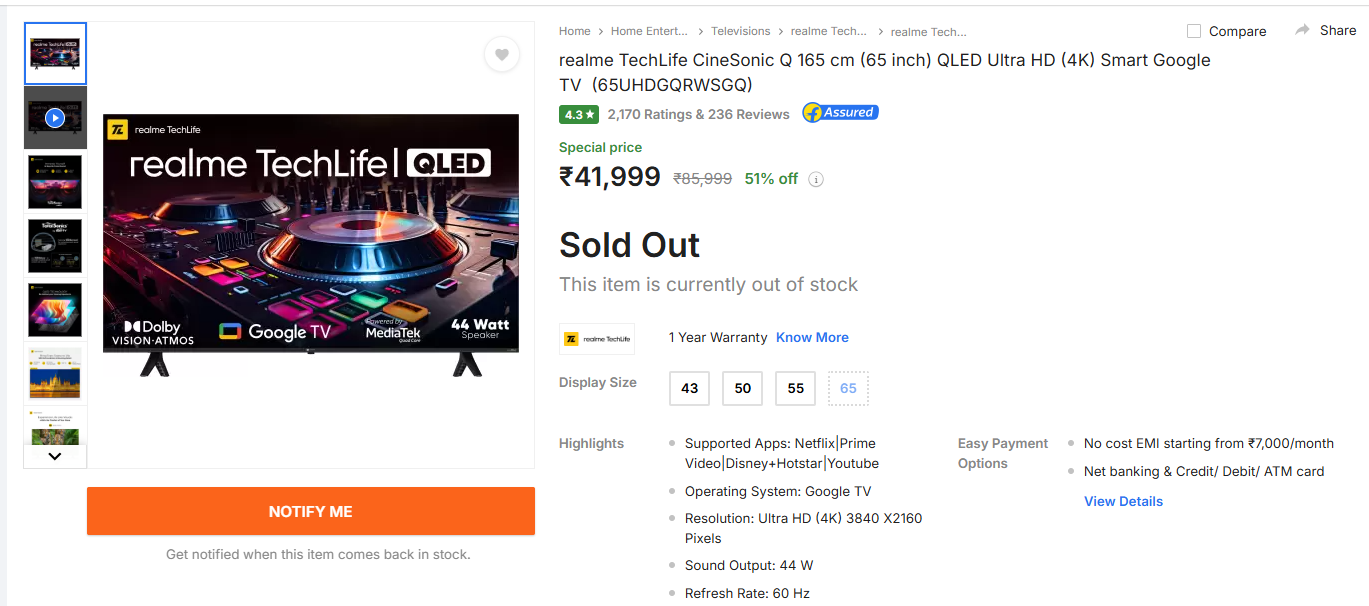 Home > Home Entert... > Televisions > realme Tech... > realme Tech...
Compare
Share
realme TechLife CineSonic Q 165 cm (65 inch) QLED Ultra HD (4K) Smart Google
TV (65UHDGQRWSGQ)
4.3★ 2,170 Ratings & 236 Reviews Assured
Special price
₹41,999 ₹85,999 51% off
Sold Out
This item is currently out of stock
realme TechLife
1 Year Warranty Know More
Display Size 43 50 55 65
Highlights
Supported Apps: Netflix|Prime
Video|Disney+Hotstar|Youtube
Operating System: Google TV
Resolution: Ultra HD (4K) 3840 X2160
Pixels
Sound Output: 44 W
Refresh Rate: 60 Hz
Easy Payment
Options
No cost EMI starting from ₹7,000/month
Net banking & Credit/ Debit/ ATM card
View Details
realme TechLife
realme TechLife | QLED
Dolby
VISION·ATMOS
Google TV
Powered by
MediaTek
Quad Core
44 Watt
Speaker
NOTIFY ME
Get notified when this item comes back in stock.